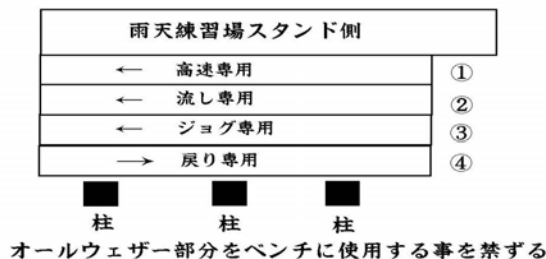 雨天練習場スタンド側
← 高速専用 ①
← 流し専用 ②
← ジョグ専用 ③
→ 戻り専用 ④
柱 柱 柱
オールウェザー部分をベンチに使用する事を禁ずる